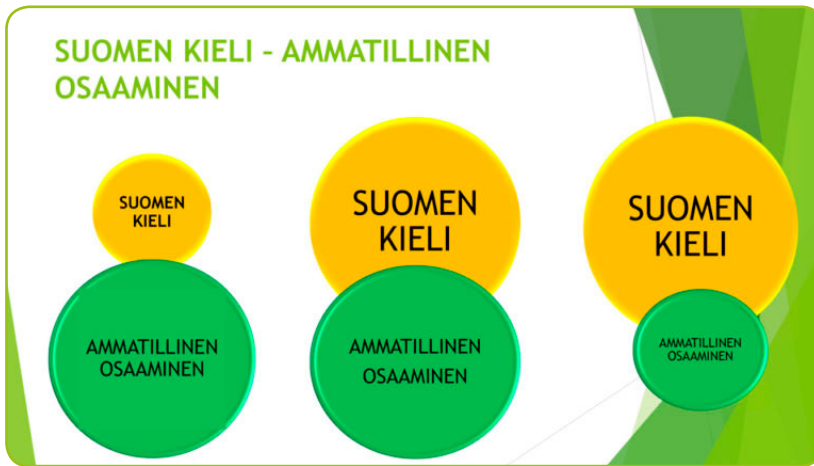 SUOMEN KIELI – AMMATILLINEN
OSAAMINEN
SUOMEN
KIELI
AMMATILLINEN
OSAAMINEN
SUOMEN
KIELI
AMMATILLINEN
OSAAMINEN
SUOMEN
KIELI
AMMATILLINEN
OSAAMINEN